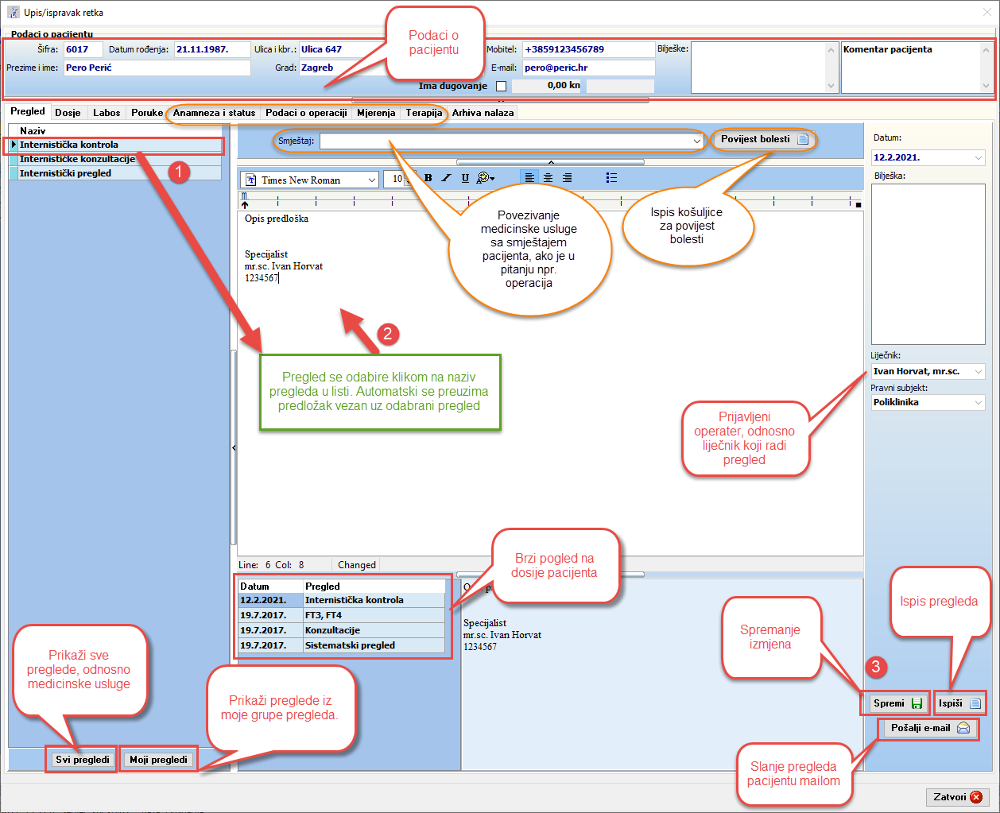 Upis/ispravak retka
Podaci o pacijentu
Šifra: 6017 Datum rođenja: 21.11.1987. Ulica i kbr.: Ulica 647 Mobitel: +3859123456789 Bilješke: Komentar pacijenta
Prezime i ime: Pero Perić Grad: Zagreb E-mail: pero@peric.hr
Ima dugovanje 0,00 kn
Podaci o
pacijentu
Pregled Dosje Labos Poruke Anamneza i status Podaci o operaciji Mjerenja Terapija Arhiva nalaza
Naziv
Internistička kontrola
Internističke konzultacije
Internistički pregled
1
Smještaj: Povijest bolesti
Times New Roman 10 B I U
Opis predloška
Specijalist
mr.sc. Ivan Horvat
1234567
Povezivanje
medicinske usluge
sa smještajem
pacijenta, ako je u
pitanju npr.
operacija
Ispis košuljice
za povijest
bolesti
Datum:
12.2.2021.
Bilješka:
2
Pregled se odabire klikom na naziv
pregleda u listi. Automatski se preuzima
predložak vezan uz odabrani pregled
Liječnik:
Ivan Horvat, mr.sc.
Pravni subjekt:
Poliklinika
Prijavljeni
operater, odnosno
liječnik koji radi
pregled
Line: 6 Col: 8 Changed
Brzi pogled na
dosije pacijenta
Datum Pregled
12.2.2021. Internistička kontrola
19.7.2017. FT3, FT4
19.7.2017. Konzultacije
19.7.2017. Sistematski pregled
Specijalist
mr.sc. Ivan Horvat
1234567
Spremanje
izmjena
Ispis pregleda
3
Spremi Ispiši
Pošalji e-mail
Prikaži sve
preglede, odnosno
medicinske usluge
Prikaži preglede iz
moje grupe pregleda.
Svi pregledi Moji pregledi
Slanje pregleda
pacijentu mailom
Zatvori